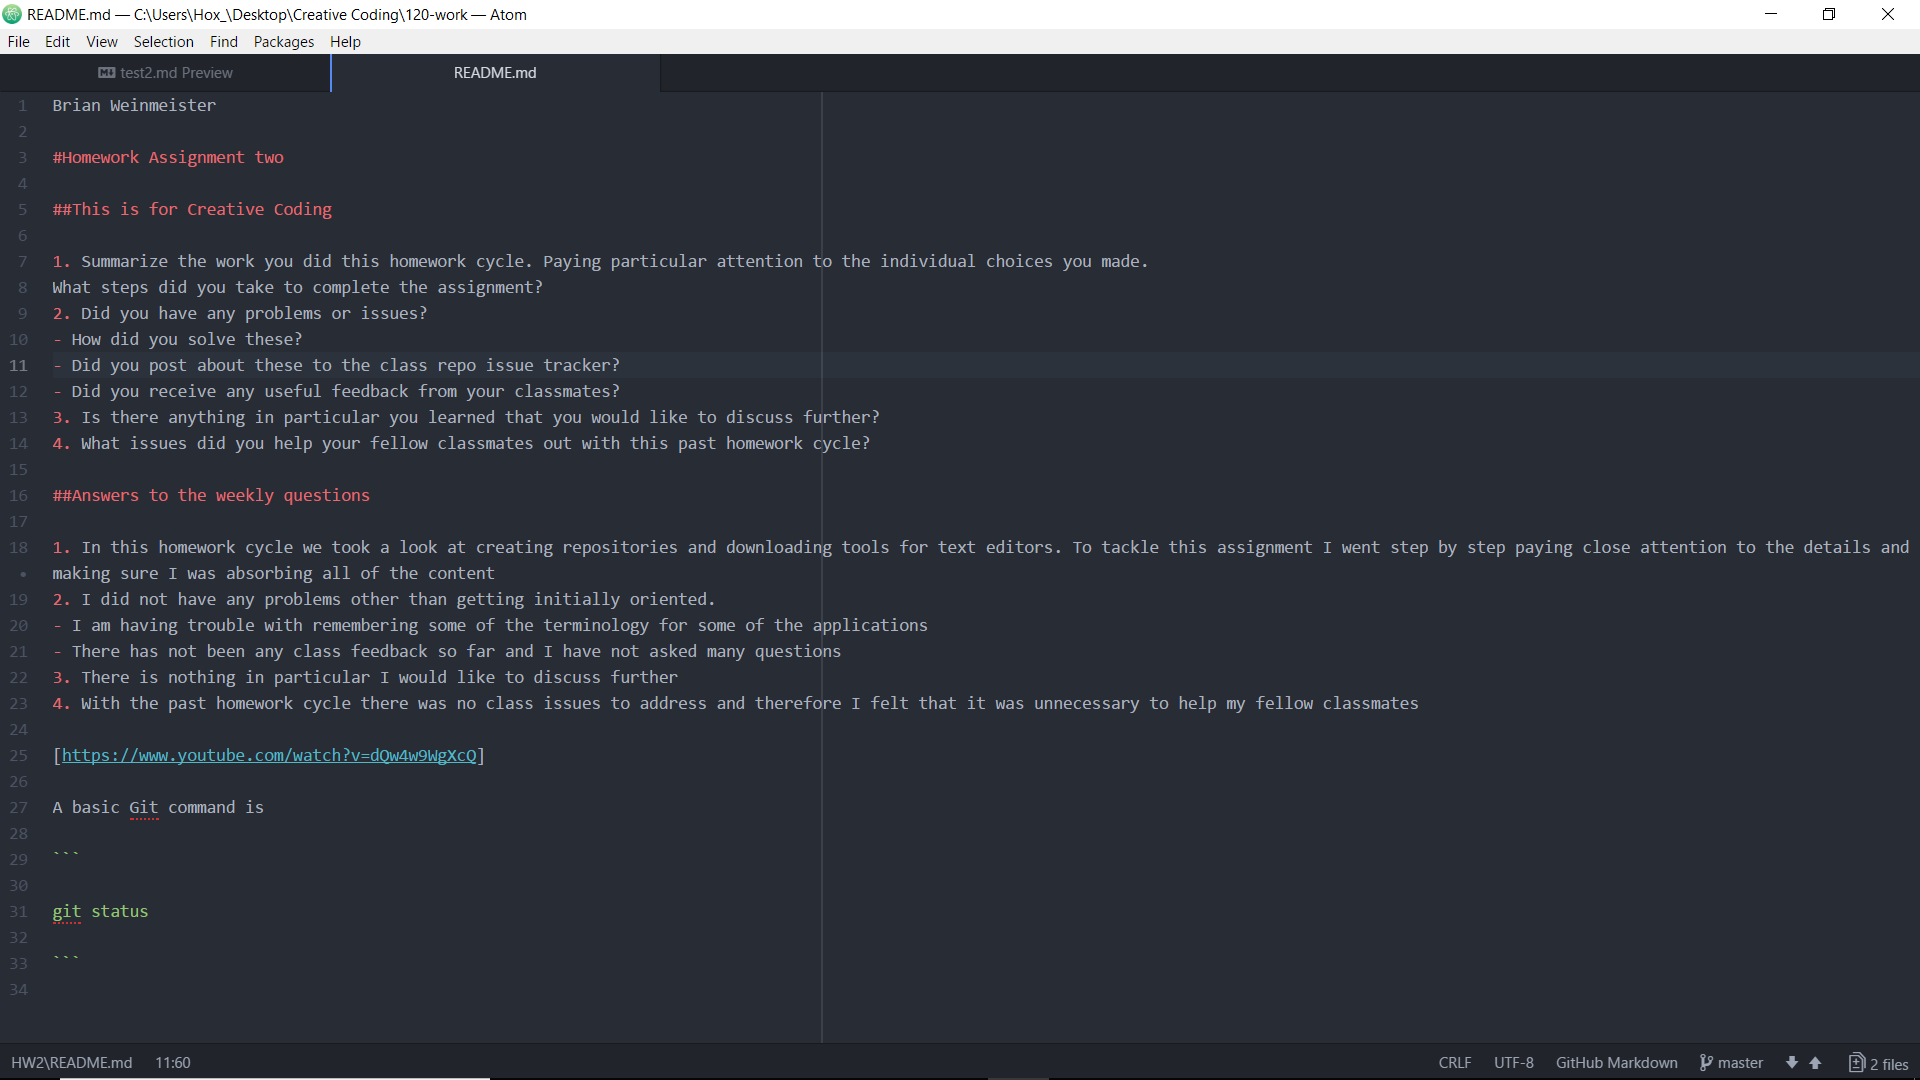 README.md — C:\Users\Hox_\Desktop\Creative Coding\120-work — Atom
File Edit View Selection Find Packages Help
test2.md Preview README.md
1 Brian Weinmeister
2
3 #Homework Assignment two
4
5 ##This is for Creative Coding
6
7 1. Summarize the work you did this homework cycle. Paying particular attention to the individual choices you made.
8 What steps did you take to complete the assignment?
9 2. Did you have any problems or issues?
10 - How did you solve these?
11 - Did you post about these to the class repo issue tracker?
12 - Did you receive any useful feedback from your classmates?
13 3. Is there anything in particular you learned that you would like to discuss further?
14 4. What issues did you help your fellow classmates out with this past homework cycle?
15
16 ##Answers to the weekly questions
17
18 1. In this homework cycle we took a look at creating repositories and downloading tools for text editors. To tackle this assignment I went step by step paying close attention to the details and
• making sure I was absorbing all of the content
19 2. I did not have any problems other than getting initially oriented.
20 - I am having trouble with remembering some of the terminology for some of the applications
21 - There has not been any class feedback so far and I have not asked many questions
22 3. There is nothing in particular I would like to discuss further
23 4. With the past homework cycle there was no class issues to address and therefore I felt that it was unnecessary to help my fellow classmates
24
25 [https://www.youtube.com/watch?v=dQw4w9WgXcQ]
26
27 A basic Git command is
28
29 ```
30
31 git status
32
33 ```
34
HW2\README.md 11:60 CRLF UTF-8 GitHub Markdown master 2 files